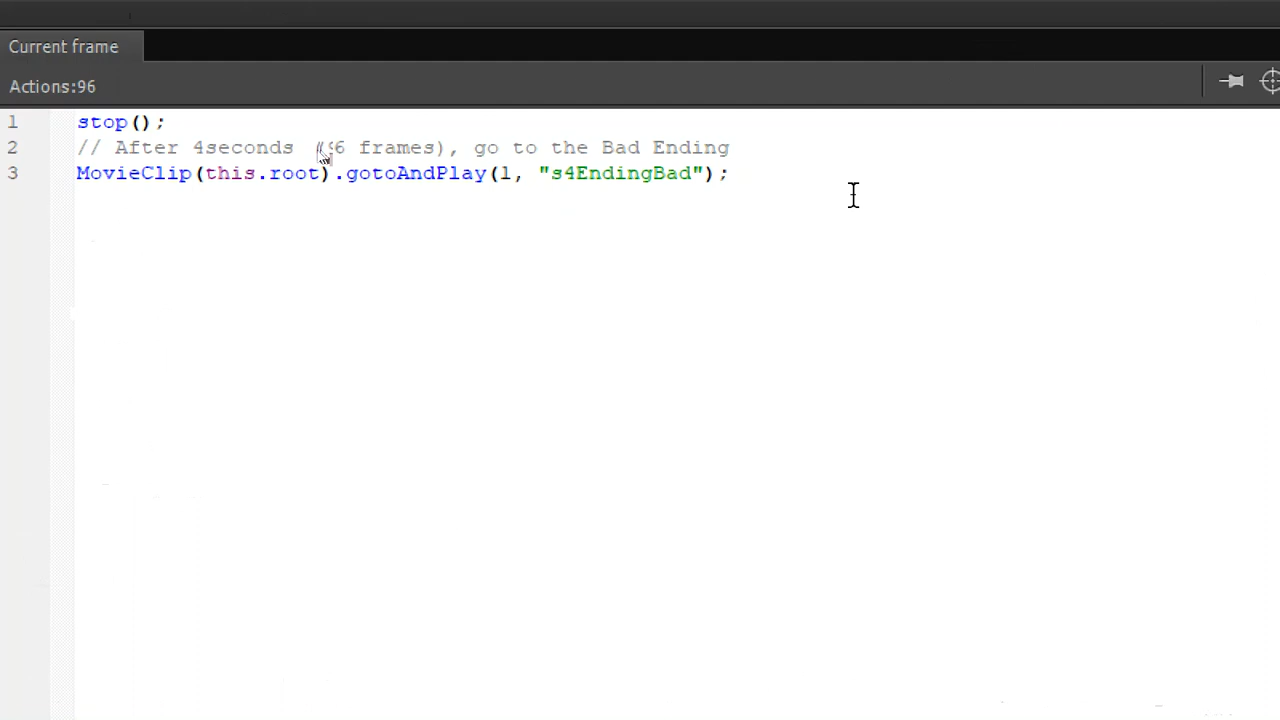 Current frame
Actions:96
1 stop();
2 // After 4seconds 6 frames), go to the Bad Ending
3 MovieClip(this.root).gotoAndPlay(1, "s4EndingBad");